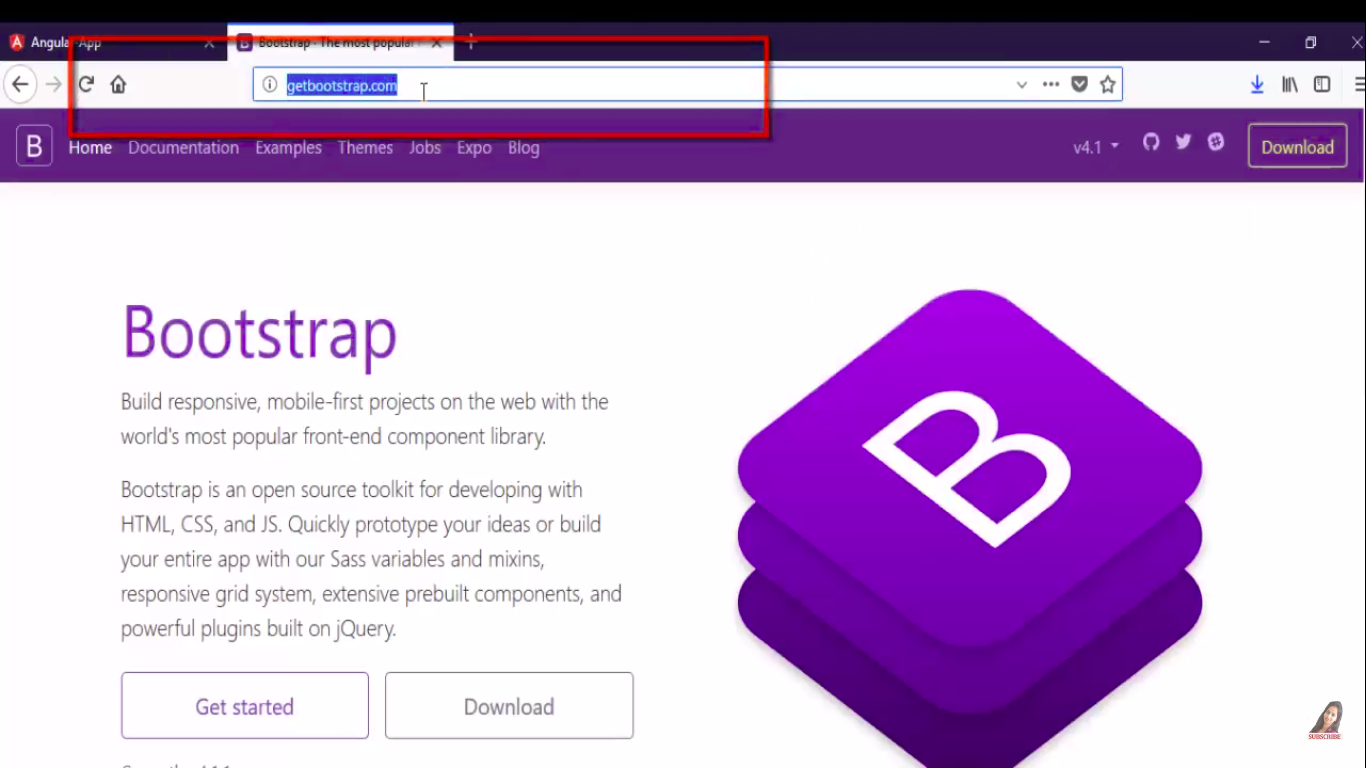 Angular App
Bootstrap · The most popular
getbootstrap.com
B
Home Documentation Examples Themes Jobs Expo Blog
v4.1
Download
Bootstrap
Build responsive, mobile-first projects on the web with the
world's most popular front-end component library.
Bootstrap is an open source toolkit for developing with
HTML, CSS, and JS. Quickly prototype your ideas or build
your entire app with our Sass variables and mixins,
responsive grid system, extensive prebuilt components, and
powerful plugins built on jQuery.
B
Get started
Download
SUBSCRIBE